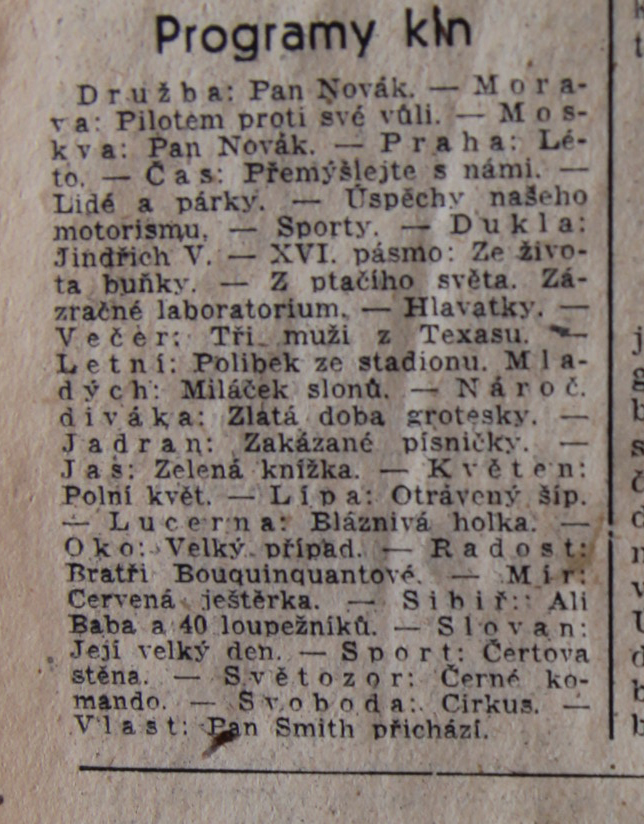 Programy kin
Družba: Pan Novák. — Mora-
va: Pilotem proti své vůli. — Mos-
kva: Pan Novák. — Praha: Lé-
to. — Čas: Přemýšlejte s námi. —
Lidé a párky. — Úspěchy našeho
motorismu. — Sporty. — Dukla:
Jindřich V. — XVI. pásmo: Ze živo-
ta buňky. — Z ptačího světa. Zá-
zračné laboratorium. — Hlavatky. —
Večer: Tři muži z Texasu. —
Letní: Polibek ze stadionu. Mla-
dých: Miláček slonů. — Nároč.
diváka: Zlatá doba grotesky. —
Jadran: Zakázané písničky. —
Jas: Zelená knížka. — Květen:
Polní květ. — Lípa: Otrávený šíp.
— Lucerna: Bláznivá holka. —
Oko: Velký případ. — Radost:
Bratři Bouquinquantové. — Mír:
Červená ještěrka. — Sibiř: Ali
Baba a 40 loupežníků. — Slovan:
Její velký den. — Sport: Čertova
stěna. — Světozor: Černé ko-
mando. — Svoboda: Cirkus. —
Vlast: Pan Smith přichází.